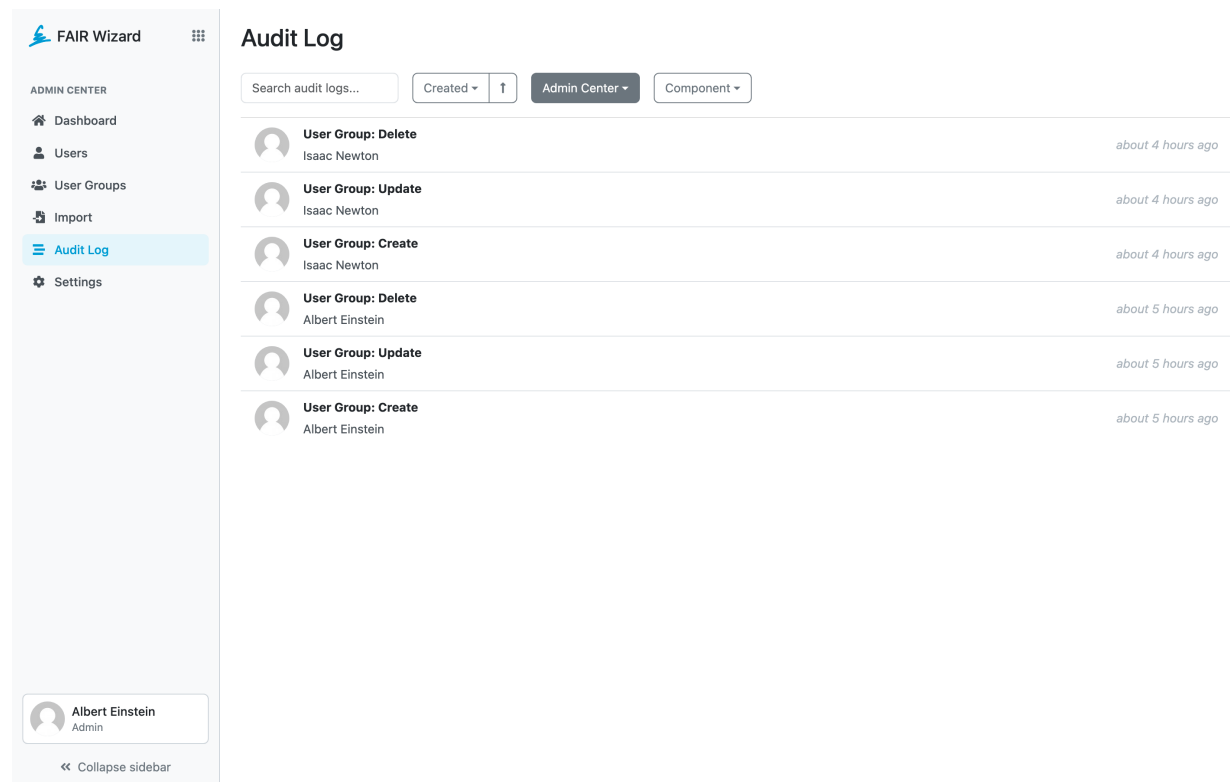 FAIR Wizard
ADMIN CENTER
Dashboard
Users
User Groups
Import
Audit Log
Settings
Albert Einstein
Admin
Collapse sidebar
Audit Log
Search audit logs...
Created
Admin Center
Component
User Group: Delete
Isaac Newton
about 4 hours ago
User Group: Update
Isaac Newton
about 4 hours ago
User Group: Create
Isaac Newton
about 4 hours ago
User Group: Delete
Albert Einstein
about 5 hours ago
User Group: Update
Albert Einstein
about 5 hours ago
User Group: Create
Albert Einstein
about 5 hours ago